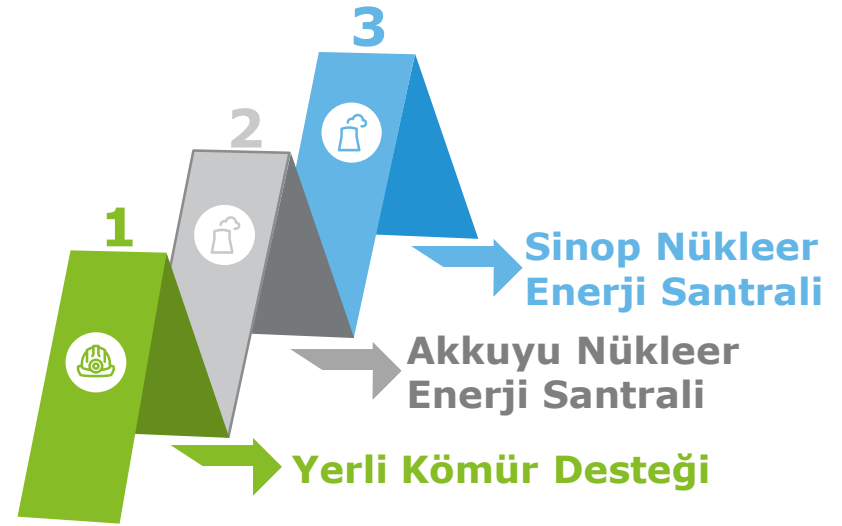 3
2
1
Sinop Nükleer
Enerji Santrali
Akkuyu Nükleer
Enerji Santrali
Yerli Kömür Desteği